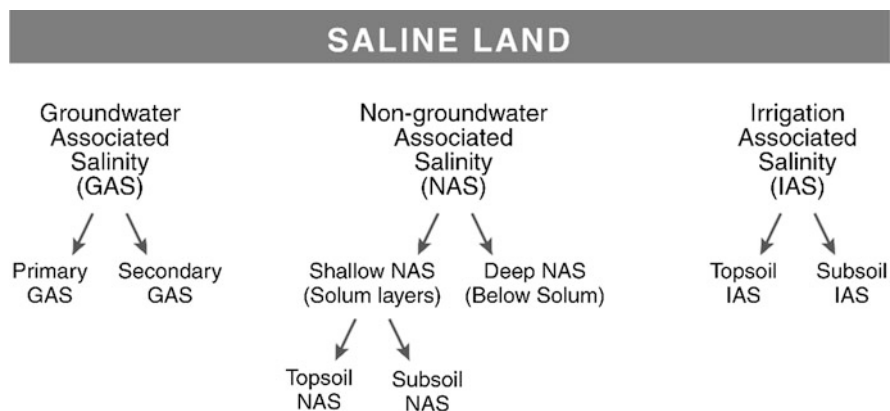 SALINE LAND
Groundwater
Associated
Salinity
(GAS)
Primary
GAS
Secondary
GAS
Non-groundwater
Associated
Salinity
(NAS)
Shallow NAS
(Solum layers)
Deep NAS
(Below Solum)
Topsoil
NAS
Subsoil
NAS
Irrigation
Associated
Salinity
(IAS)
Topsoil
IAS
Subsoil
IAS